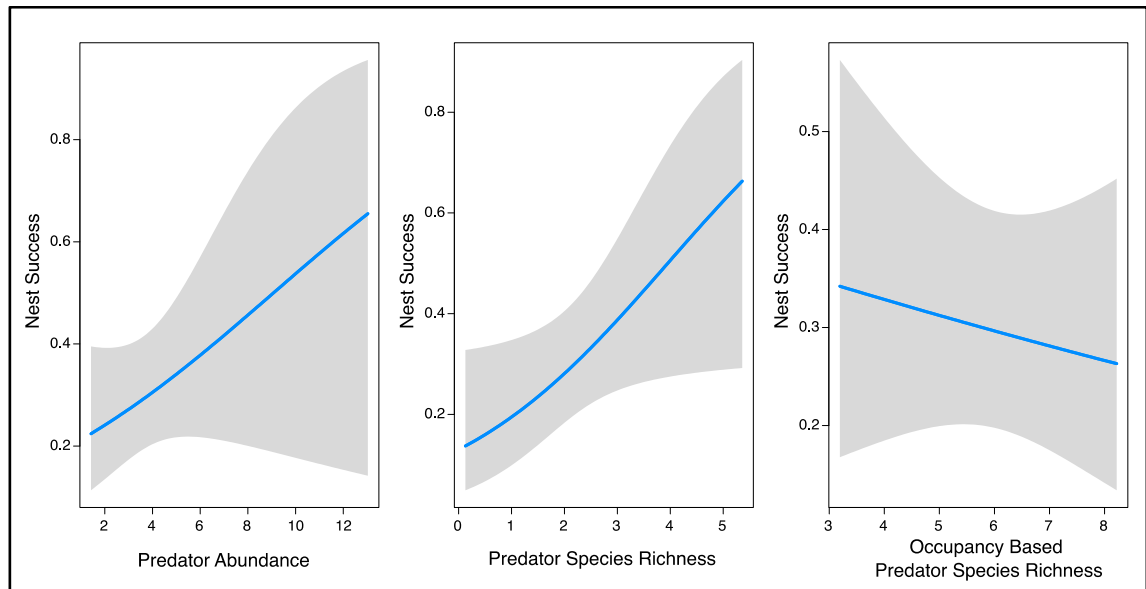 Nest Success
0.8
0.6
0.4
0.2
2 4 6 8 10 12
Predator Abundance
Nest Success
0.8
0.6
0.4
0.2
0 1 2 3 4 5
Predator Species Richness
Nest Success
0.5
0.4
0.3
0.2
3 4 5 6 7 8
Occupancy Based
Predator Species Richness